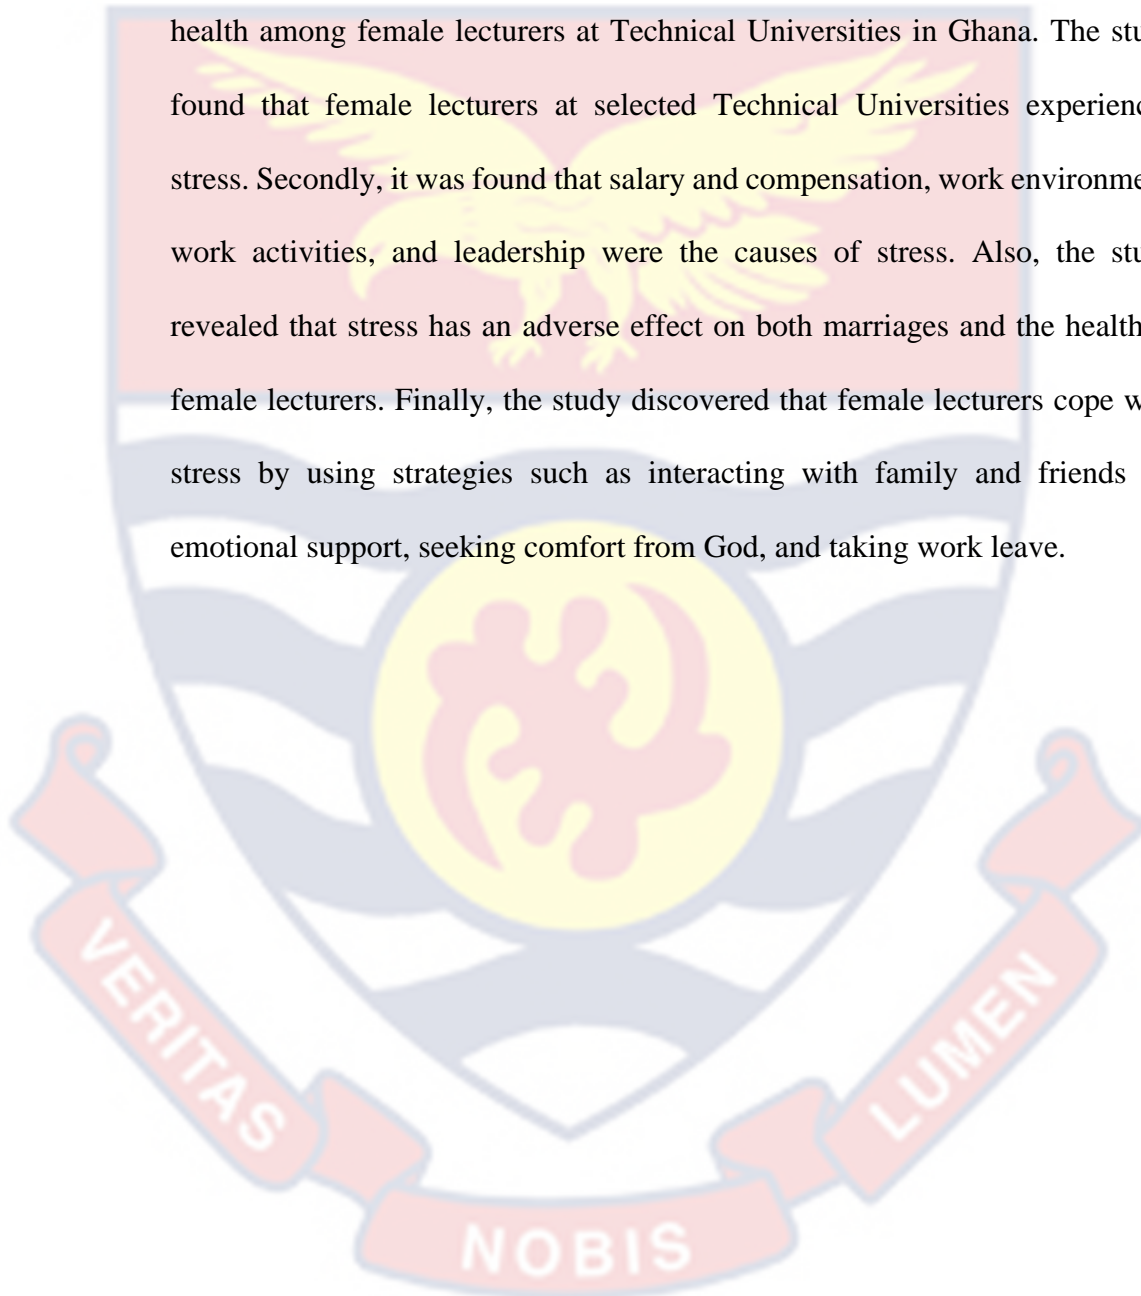 health among female lecturers at Technical Universities in Ghana. The stu
found that female lecturers at selected Technical Universities experienc
stress. Secondly, it was found that salary and compensation, work environme
work activities, and leadership were the causes of stress. Also, the stu
revealed that stress has an adverse effect on both marriages and the health
female lecturers. Finally, the study discovered that female lecturers cope w
stress by using strategies such as interacting with family and friends
emotional support, seeking comfort from God, and taking work leave.
VERITAS
NOBIS
LUMEN